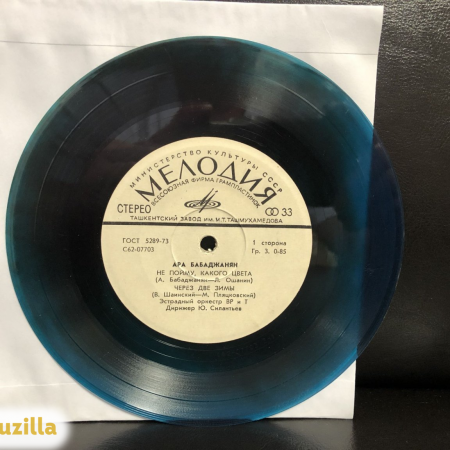 МИНИСТЕРСТВО КУЛЬТУРЫ СССР
МЕЛОДИЯ
ВСЕСОЮЗНАЯ ФИРМА ГРАМПЛАСТИНОК
СТЕРЕО 33
ТАШКЕНТСКИЙ ЗАВОД ИМ. М.Т. ТАШМУХАМЕДОВА
ГОСТ 5289-73 1 сторона
С62-07703 Гр. 3. 0-85
АРА БАБАДЖАНЯН
НЕ ПОЙМУ, КАКОГО ЦВЕТА
(А. Бабаджанян—Л. Ошанин)
ЧЕРЕЗ ДВЕ ЗИМЫ
(В. Шаинский—М. Пляцковский)
Эстрадный оркестр ВР и Т
Дирижер Ю. Силантьев
uzilla